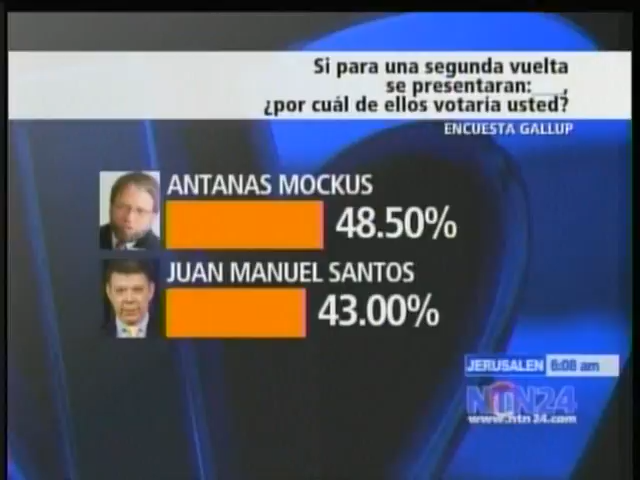 Si para una segunda vuelta
se presentaran:___,
¿por cuál de ellos votaría usted?
ENCUESTA GALLUP
ANTANAS MOCKUS
48.50%
JUAN MANUEL SANTOS
43.00%
JERUSALEN 6:08 am
NTN24
www.ntn24.com